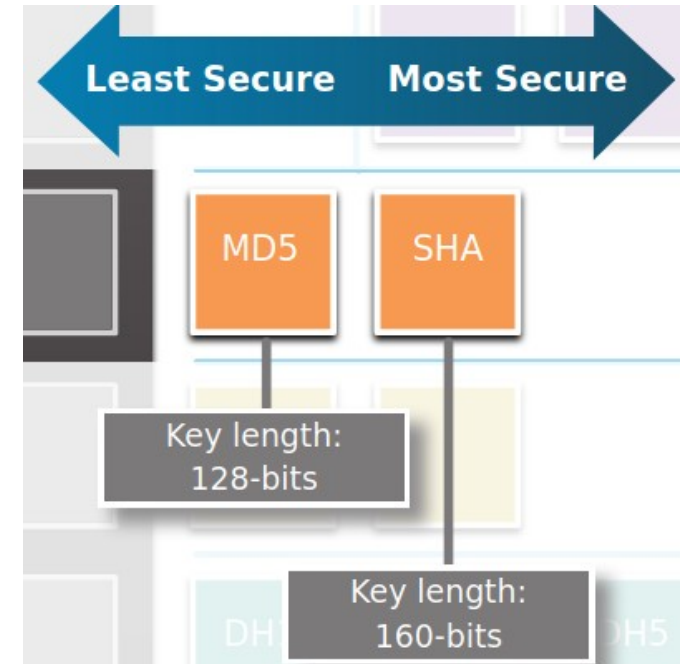 Least Secure Most Secure
MD5 SHA
Key length:
128-bits
Key length:
160-bits